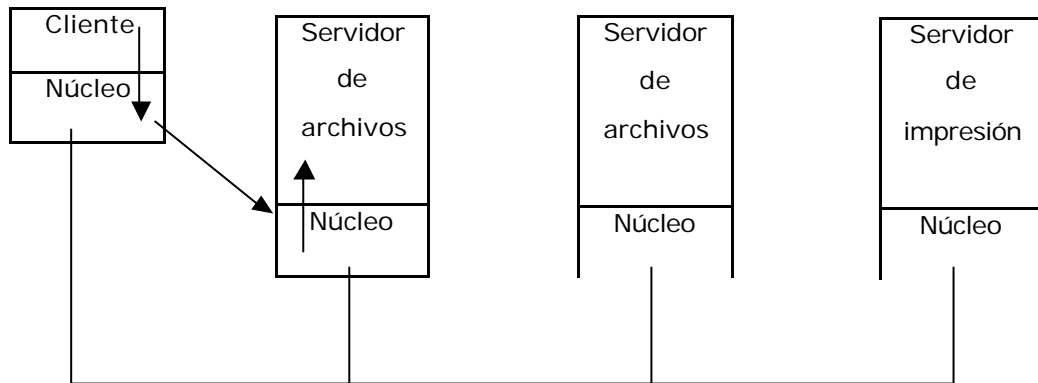 Cliente
Núcleo
Servidor
de
archivos
Núcleo
Servidor
de
archivos
Núcleo
Servidor
de
impresión
Núcleo